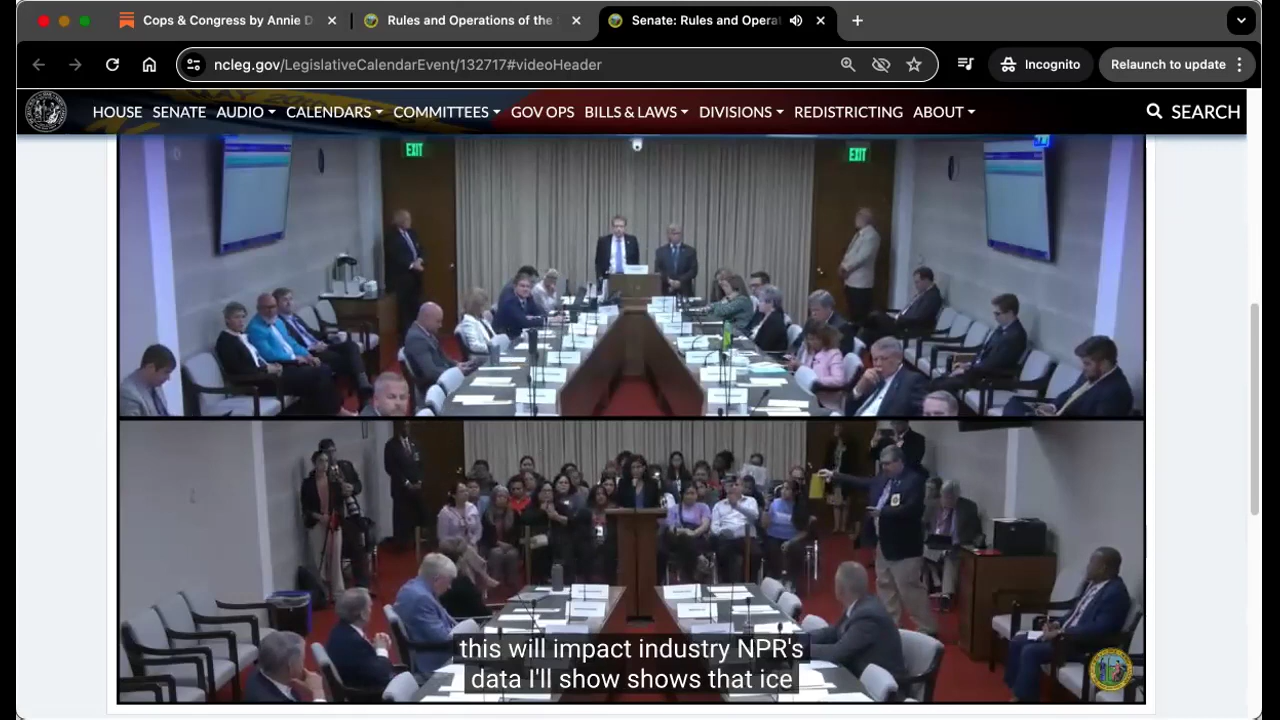 Cops & Congress by Annie D
Rules and Operations of the
Senate: Rules and Opera
ncleg.gov/LegislativeCalendarEvent/132717#videoHeader
Incognito
Relaunch to update
HOUSE SENATE AUDIO CALENDARS COMMITTEES GOV OPS BILLS & LAWS DIVISIONS REDISTRICTING ABOUT SEARCH
EXIT
EXIT
this will impact industry NPR's
data I'll show shows that ice